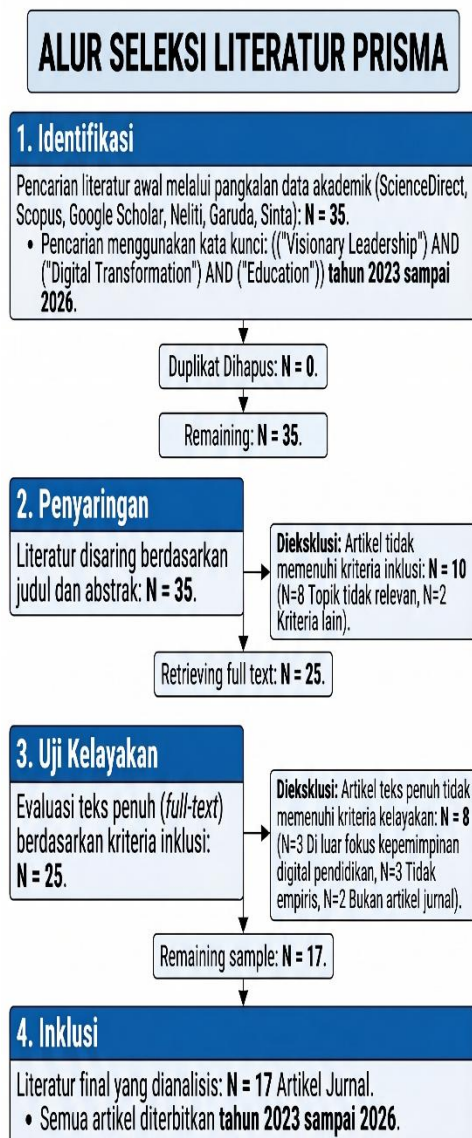 ALUR SELEKSI LITERATUR PRISMA
1. Identifikasi
Pencarian literatur awal melalui pangkalan data akademik (ScienceDirect,
Scopus, Google Scholar, Neliti, Garuda, Sinta): N = 35.
• Pencarian menggunakan kata kunci: (("Visionary Leadership") AND
("Digital Transformation") AND ("Education")) tahun 2023 sampai
2026.
Duplikat Dihapus: N = 0.
Remaining: N = 35.
2. Penyaringan
Literatur disaring berdasarkan
judul dan abstrak: N = 35.
Dieksklusi: Artikel tidak
memenuhi kriteria inklusi: N = 10
(N=8 Topik tidak relevan, N=2
Kriteria lain).
Retrieving full text: N = 25.
3. Uji Kelayakan
Evaluasi teks penuh (full-text)
berdasarkan kriteria inklusi:
N = 25.
Dieksklusi: Artikel teks penuh tidak
memenuhi kriteria kelayakan: N = 8
(N=3 Di luar fokus kepemimpinan
digital pendidikan, N=3 Tidak
empiris, N=2 Bukan artikel jurnal).
Remaining sample: N = 17.
4. Inklusi
Literatur final yang dianalisis: N = 17 Artikel Jurnal.
• Semua artikel diterbitkan tahun 2023 sampai 2026.